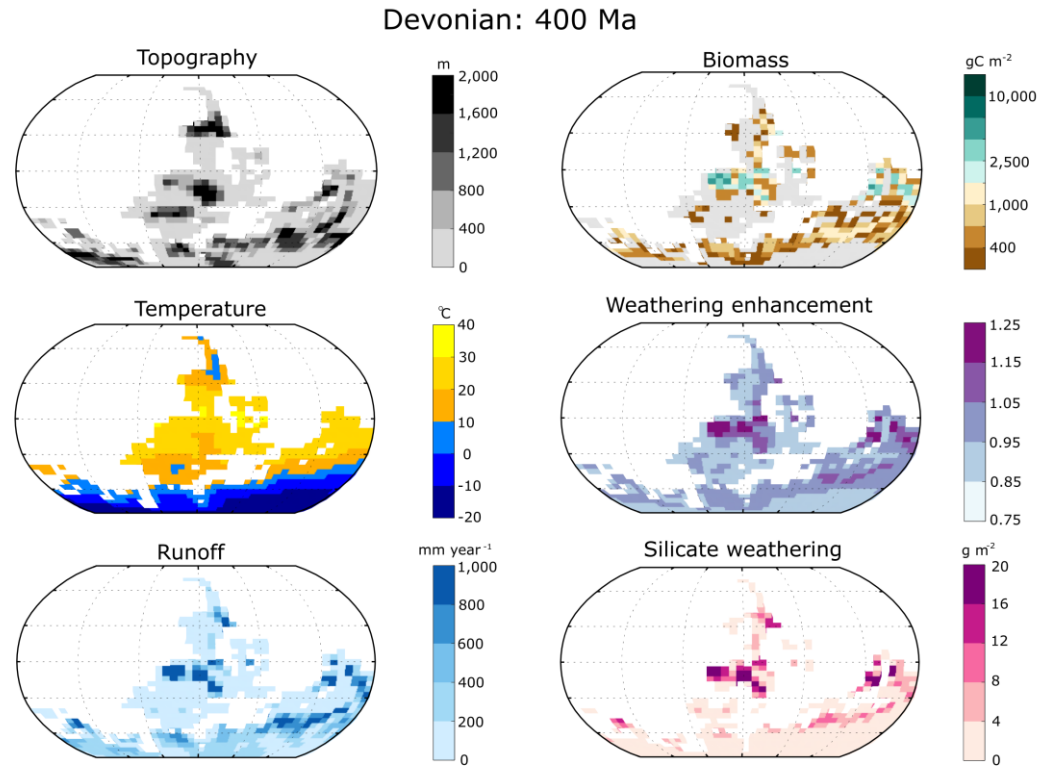 Devonian: 400 Ma
Topography
m
2,000
1,600
1,200
800
400
0
Biomass
gC m⁻²
10,000
2,500
1,000
400
Temperature
°C
40
30
20
10
0
-10
-20
Weathering enhancement
1.25
1.15
1.05
0.95
0.85
0.75
Runoff
mm year⁻¹
1,000
800
600
400
200
0
Silicate weathering
g m⁻²
20
16
12
8
4
0